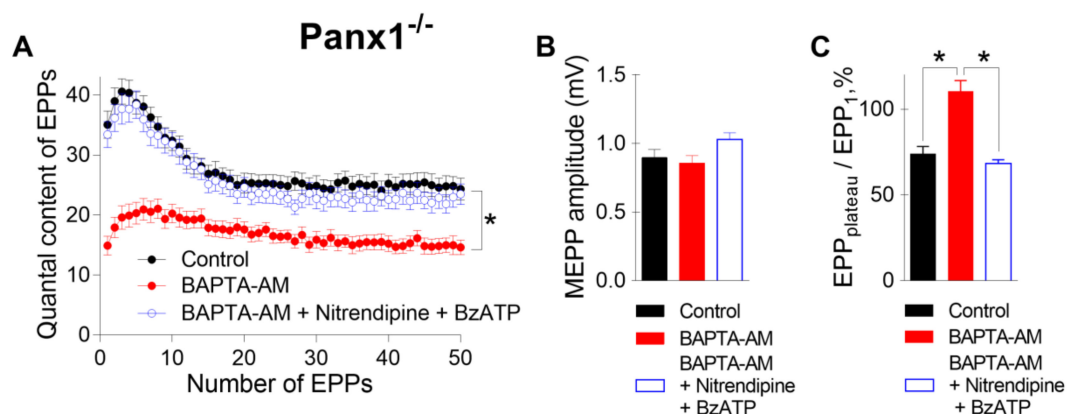 Panx1-/-
A
Quantal content of EPPs
40
30
20
10
0
*
Control
BAPTA-AM
BAPTA-AM + Nitrendipine + BzATP
0 10 20 30 40 50
Number of EPPs
B
MEPP amplitude (mV)
1.5
1.0
0.5
0.0
Control
BAPTA-AM
BAPTA-AM
+ Nitrendipine
+ BzATP
C
EPPplateau / EPP1,%
100
50
0
* *
Control
BAPTA-AM
BAPTA-AM
+ Nitrendipine
+ BzATP